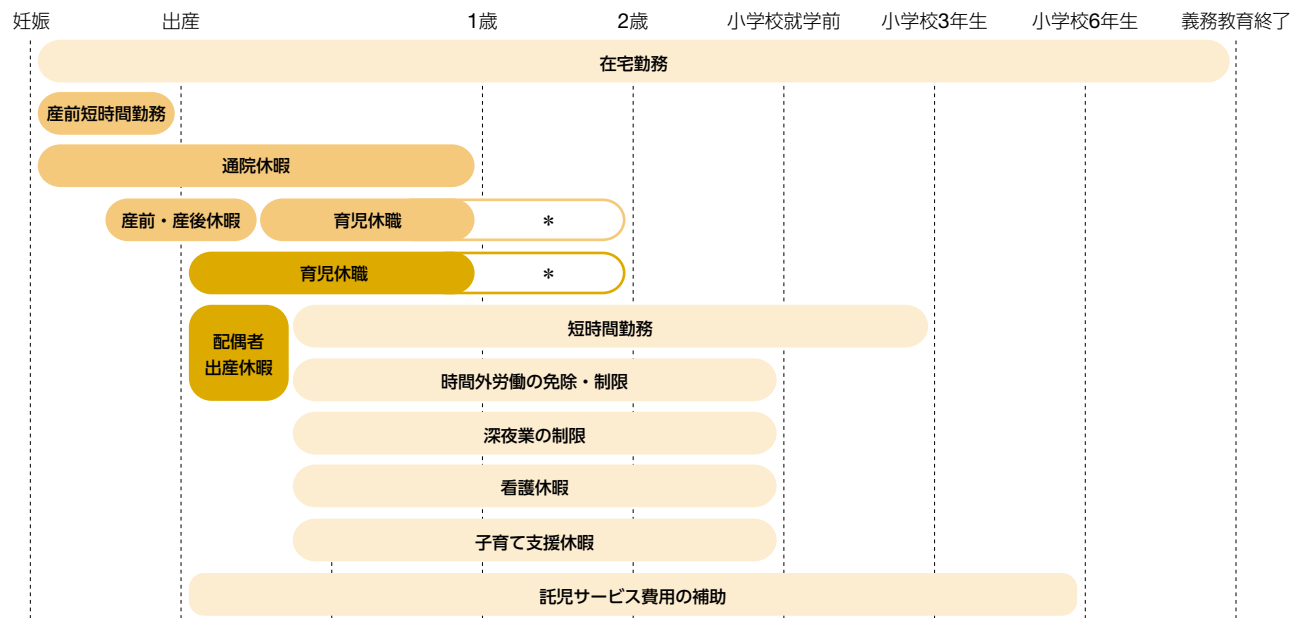 妊娠 出産 1歳 2歳 小学校就学前 小学校3年生 小学校6年生 義務教育終了
在宅勤務
産前短時間勤務
通院休暇
産前・産後休暇 育児休職 *
育児休職 *
配偶者
出産休暇
短時間勤務
時間外労働の免除・制限
深夜業の制限
看護休暇
子育て支援休暇
託児サービス費用の補助